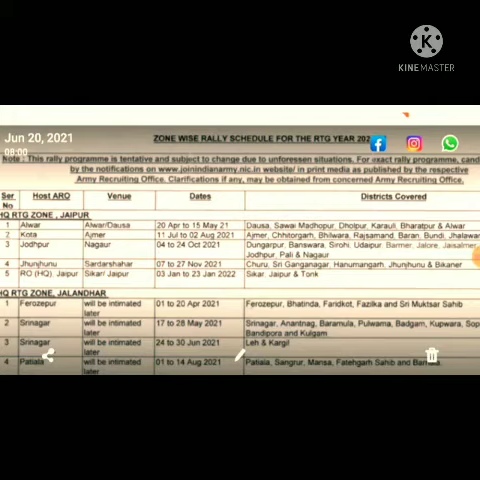 K
KINEMASTER
Jun 20, 2021
08:00
ZONE WISE RALLY SCHEDULE FOR THE RTG YEAR 202
Note : This rally programme is tentative and subject to change due to unforessen situations. For exact rally programme, cand
by the notifications on www.joinindianarmy.nic.in website/ in print media as published by the respective
Army Recruiting Office. Clarifications if any, may be obtained from concerned Army Recruiting Office.
Ser No Host ARO Venue Dates Districts Covered
HQ RTG ZONE , JAIPUR
1 Alwar Alwar/Dausa 20 Apr to 15 May 21 Dausa, Sawai Madhopur, Dholpur, Karauli, Bharatpur & Alwar
2 Kota Ajmer 11 Jul to 02 Aug 2021 Ajmer, Chhitorgarh, Bhilwara, Rajsamand, Baran, Bundi, Jhalawar
3 Jodhpur Nagaur 04 to 24 Oct 2021 Dungarpur, Banswara, Sirohi, Udaipur, Barmer, Jalore, Jaisalmer
Jodhpur, Pali & Nagaur
4 Jhunjhunu Sardarshahar 07 to 27 Nov 2021 Churu, Sri Ganganagar, Hanumangarh, Jhunjhunu & Bikaner
5 RO (HQ), Jaipur Sikar/ Jaipur 03 Jan to 23 Jan 2022 Sikar, Jaipur & Tonk
HQ RTG ZONE, JALANDHAR
1 Ferozepur will be intimated later 01 to 20 Apr 2021 Ferozepur, Bhatinda, Faridkot, Fazilka and Sri Muktsar Sahib
2 Srinagar will be intimated later 17 to 28 May 2021 Srinagar, Anantnag, Baramula, Pulwama, Badgam, Kupwara, Sop
Bandpora and Kulgam
3 Srinagar will be intimated later 24 to 30 Jun 2021 Leh & Kargil
4 Patiala will be intimated later 01 to 14 Aug 2021 Patiala, Sangrur, Mansa, Fatehgarh Sahib and Barnala